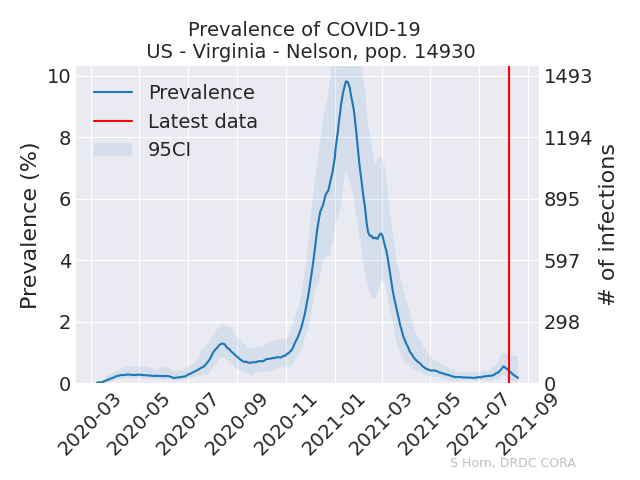 Prevalence of COVID-19
US - Virginia - Nelson, pop. 14930
Prevalence (%)
10
8
6
4
2
0
Prevalence
Latest data
95CI
1493
1194
895
597
298
0
# of infections
2020-03
2020-05
2020-07
2020-09
2020-11
2021-01
2021-03
2021-05
2021-07
2021-09
S Horn, DRDC CORA